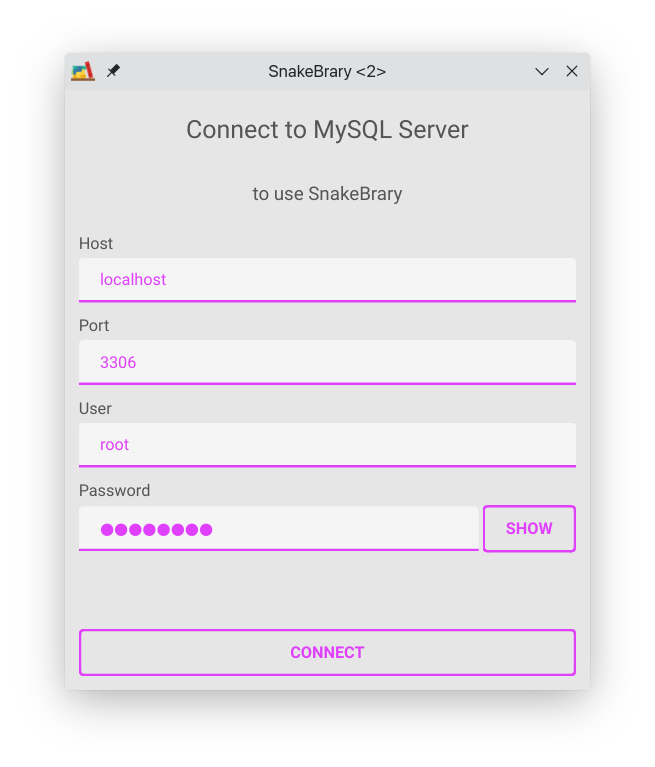 SnakeBrary <2>
Connect to MySQL Server
to use SnakeBrary
Host
localhost
Port
3306
User
root
Password
●●●●●●●● SHOW
CONNECT